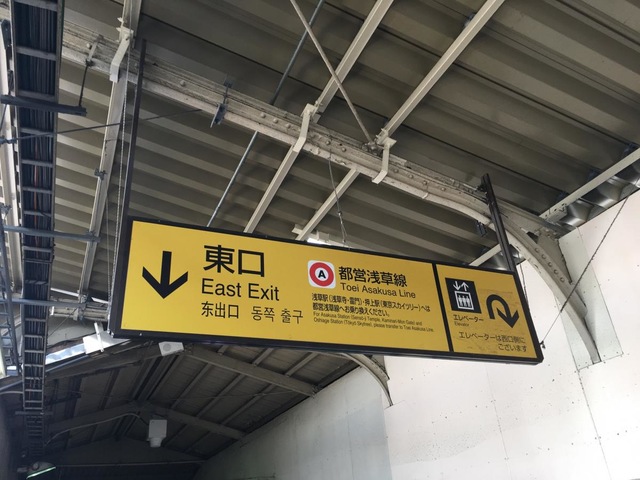 東口
East Exit
东出口 동쪽 출구
A
都営浅草線
Toei Asakusa Line
浅草駅(浅草寺・雷門)・押上駅(東京スカイツリー)へは
都営浅草線へお乗り換えください。
For Asakusa Station (Senso-ji Temple, Kaminari-Mon Gate) and
Oshiage Station (Tokyo Skytree), please transfer to Toei Asakusa Line.
エレベーター
Elevators
エレベーターは西口側に
ございます